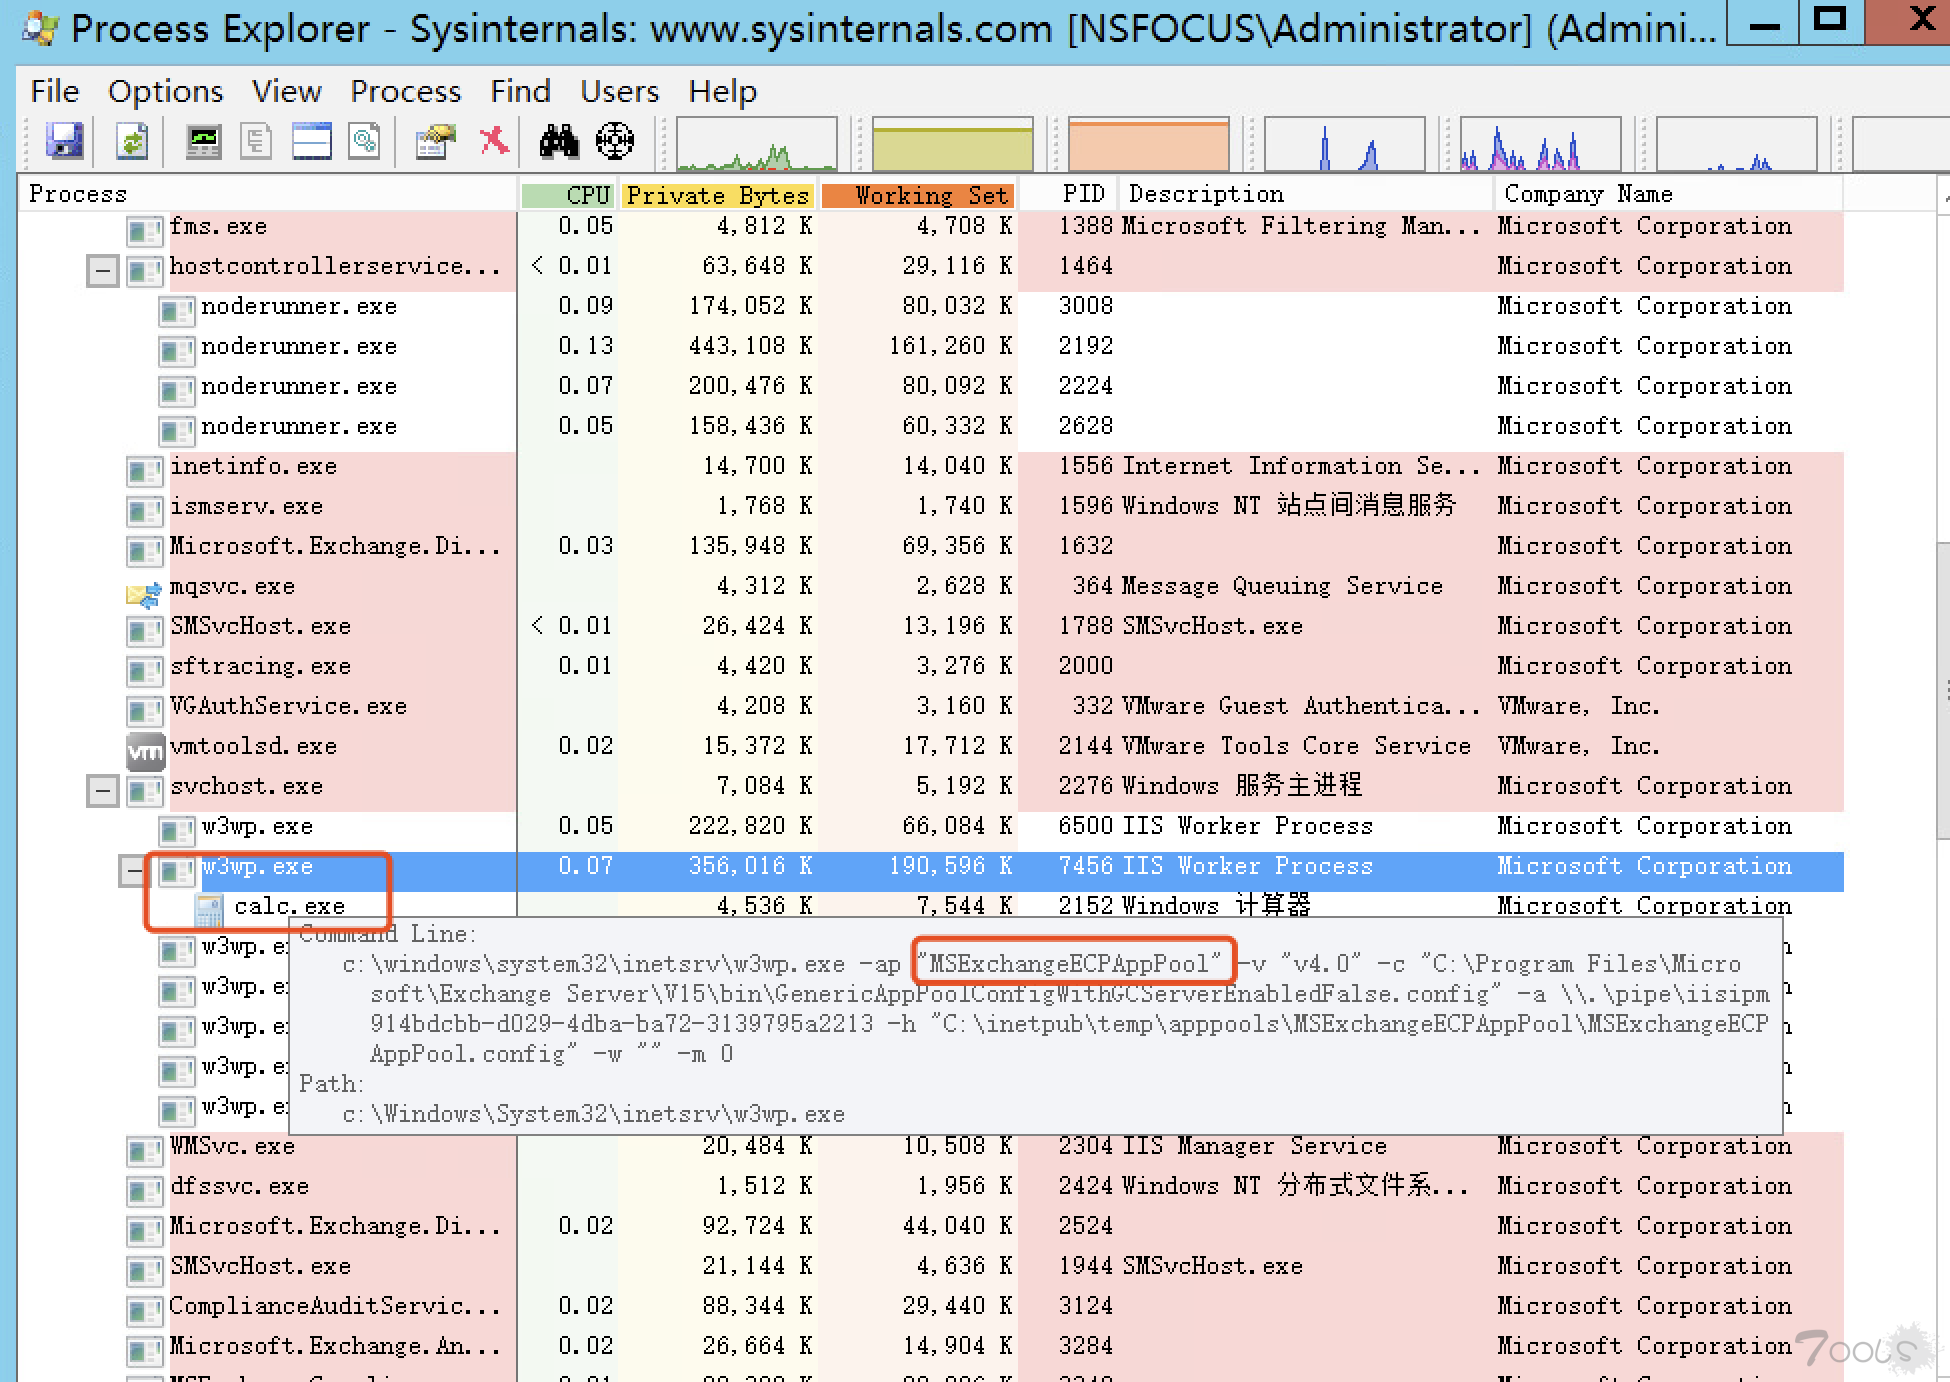 Process Explorer - Sysinternals: www.sysinternals.com [NSFOCUS\Administrator] (Admini...
File Options View Process Find Users Help
Process CPU Private Bytes Working Set PID Description Company Name
fms.exe 0.05 4,812 K 4,708 K 1388 Microsoft Filtering Man... Microsoft Corporation
hostcontrollerservice... < 0.01 63,648 K 29,116 K 1464 Microsoft Corporation
noderunner.exe 0.09 174,052 K 80,032 K 3008 Microsoft Corporation
noderunner.exe 0.13 443,108 K 161,260 K 2192 Microsoft Corporation
noderunner.exe 0.07 200,476 K 80,092 K 2224 Microsoft Corporation
noderunner.exe 0.05 158,436 K 60,332 K 2628 Microsoft Corporation
inetinfo.exe 14,700 K 14,040 K 1556 Internet Information Se... Microsoft Corporation
ismserv.exe 1,768 K 1,740 K 1596 Windows NT 站点间消息服务 Microsoft Corporation
Microsoft.Exchange.Di... 0.03 135,948 K 69,356 K 1632 Microsoft Corporation
mqsvc.exe 4,312 K 2,628 K 364 Message Queuing Service Microsoft Corporation
SMSvcHost.exe < 0.01 26,424 K 13,196 K 1788 SMSvcHost.exe Microsoft Corporation
sftracing.exe 0.01 4,420 K 3,276 K 2000 Microsoft Corporation
VGAuthService.exe 4,208 K 3,160 K 332 VMware Guest Authentica... VMware, Inc.
vm vmtoolsd.exe 0.02 15,372 K 17,712 K 2144 VMware Tools Core Service VMware, Inc.
svchost.exe 7,084 K 5,192 K 2276 Windows 服务主进程 Microsoft Corporation
w3wp.exe 0.05 222,820 K 66,084 K 6500 IIS Worker Process Microsoft Corporation
w3wp.exe 0.07 356,016 K 190,596 K 7456 IIS Worker Process Microsoft Corporation
calc.exe 4,536 K 7,544 K 2152 Windows 计算器 Microsoft Corporation
Command Line:
w3wp.e
c:\windows\system32\inetsrv\w3wp.exe -ap "MSExchangeECPAppPool" -v "v4.0" -c "C:\Program Files\Micro
w3wp.e
soft\Exchange Server\V15\bin\GenericAppPoolConfigWithGCServerEnabledFalse.config" -a \\.\pipe\iisipm
w3wp.e
914bdcbb-d029-4dba-ba72-3139795a2213 -h "C:\inetpub\temp\apppools\MSExchangeECPAppPool\MSExchangeECP
AppPool.config" -w "" -m 0
w3wp.e
Path:
w3wp.e
c:\Windows\System32\inetsrv\w3wp.exe
WMSvc.exe 20,484 K 10,508 K 2304 IIS Manager Service Microsoft Corporation
dfssvc.exe 1,512 K 1,956 K 2424 Windows NT 分布式文件系... Microsoft Corporation
Microsoft.Exchange.Di... 0.02 92,724 K 44,040 K 2524 Microsoft Corporation
SMSvcHost.exe 21,144 K 4,636 K 1944 SMSvcHost.exe Microsoft Corporation
ComplianceAuditServic... 0.02 88,344 K 29,440 K 3124 Microsoft Corporation
Microsoft.Exchange.An... 0.02 26,664 K 14,904 K 3284 Microsoft Corporation
7ools